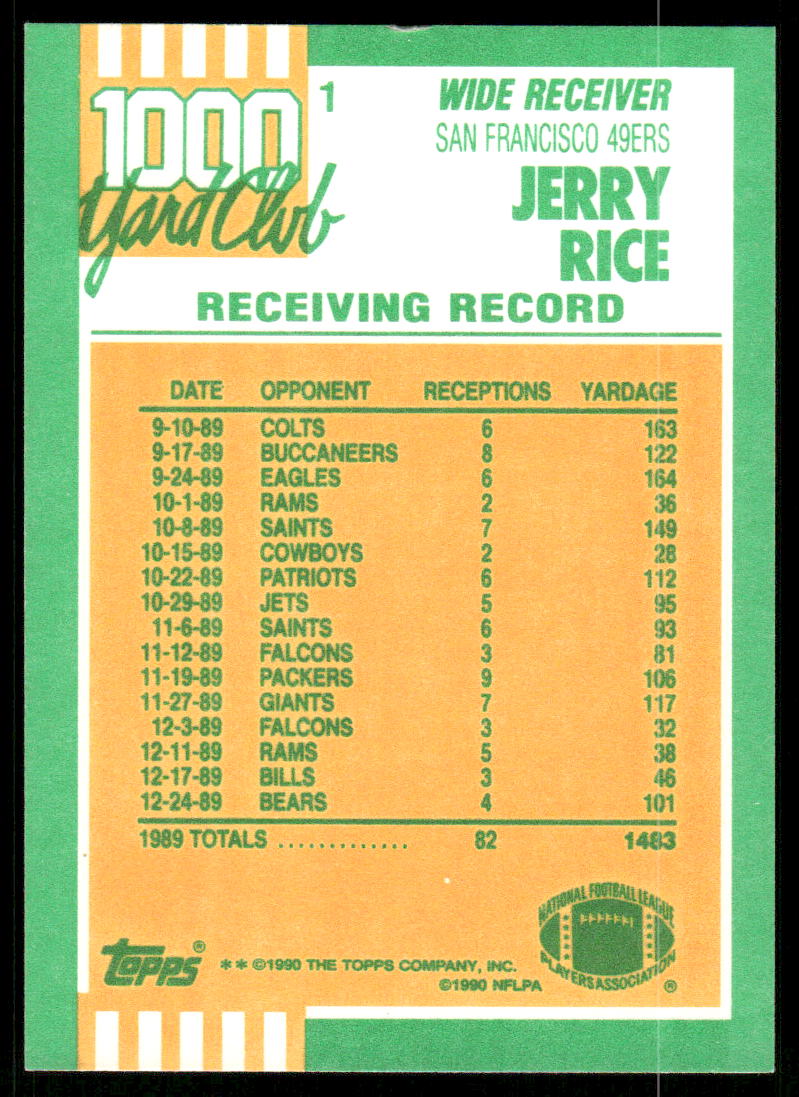 1000
Yard Club
1
WIDE RECEIVER
SAN FRANCISCO 49ERS
JERRY
RICE
RECEIVING RECORD
DATE OPPONENT RECEPTIONS YARDAGE
9-10-89 COLTS 6 163
9-17-89 BUCCANEERS 8 122
9-24-89 EAGLES 6 164
10-1-89 RAMS 2 36
10-8-89 SAINTS 7 149
10-15-89 COWBOYS 2 28
10-22-89 PATRIOTS 6 112
10-29-89 JETS 5 95
11-6-89 SAINTS 6 93
11-12-89 FALCONS 3 81
11-19-89 PACKERS 9 106
11-27-89 GIANTS 7 117
12-3-89 FALCONS 3 32
12-11-89 RAMS 5 38
12-17-89 BILLS 3 46
12-24-89 BEARS 4 101
1989 TOTALS ............. 82 1483
NATIONAL FOOTBALL LEAGUE
PLAYERS ASSOCIATION ®
topps® ** ©1990 THE TOPPS COMPANY, INC.
©1990 NFLPA